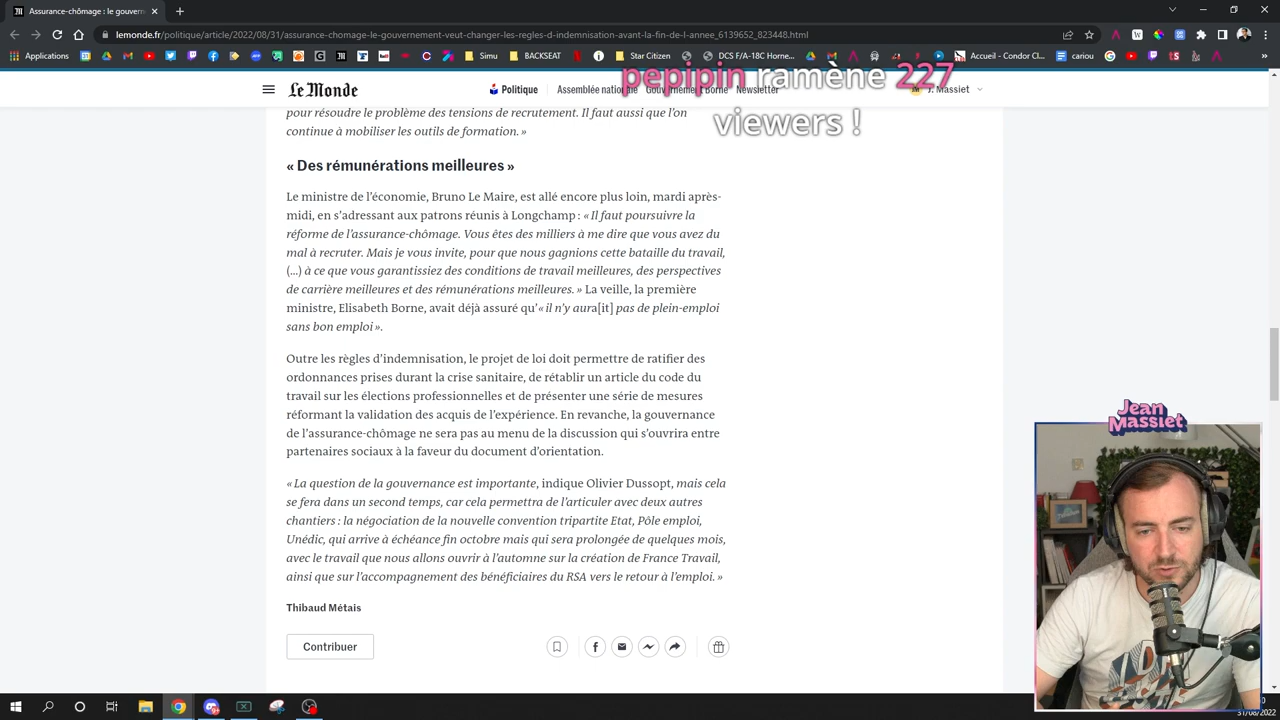 Assurance-chômage : le gouvern
lemonde.fr/politique/article/2022/08/31/assurance-chomage-le-gouvernement-veut-changer-les-regles-d-indemnisation-avant-la-fin-de-l-annee_6139652_823448.html
Applications
Simu
BACKSEAT
Star Citizen
DCS F/A-18C Hornet...
Accueil - Condor Cl...
cariou
pepipin ramène 227
viewers !
Le Monde
Politique
Newsletter
J. Massiet
pour résoudre le problème des tensions de recrutement. Il faut aussi que l’on
continue à mobiliser les outils de formation. »
« Des rémunérations meilleures »
Le ministre de l’économie, Bruno Le Maire, est allé encore plus loin, mardi après-
midi, en s’adressant aux patrons réunis à Longchamp : « Il faut poursuivre la
réforme de l’assurance-chômage. Vous êtes des milliers à me dire que vous avez du
mal à recruter. Mais je vous invite, pour que nous gagnions cette bataille du travail,
(…) à ce que vous garantissiez des conditions de travail meilleures, des perspectives
de carrière meilleures et des rémunérations meilleures. » La veille, la première
ministre, Elisabeth Borne, avait déjà assuré qu’« il n’y aura[it] pas de plein-emploi
sans bon emploi ».
Outre les règles d’indemnisation, le projet de loi doit permettre de ratifier des
ordonnances prises durant la crise sanitaire, de rétablir un article du code du
travail sur les élections professionnelles et de présenter une série de mesures
réformant la validation des acquis de l’expérience. En revanche, la gouvernance
de l’assurance-chômage ne sera pas au menu de la discussion qui s’ouvrira entre
partenaires sociaux à la faveur du document d’orientation.
« La question de la gouvernance est importante, indique Olivier Dussopt, mais cela
se fera dans un second temps, car cela permettra de l’articuler avec deux autres
chantiers : la négociation de la nouvelle convention tripartite Etat, Pôle emploi,
Unédic, qui arrive à échéance fin octobre mais qui sera prolongée de quelques mois,
avec le travail que nous allons ouvrir à l’automne sur la création de France Travail,
ainsi que sur l’accompagnement des bénéficiaires du RSA vers le retour à l’emploi. »
Thibaud Métais
Contribuer
Jean
Massiet
31/08/2022